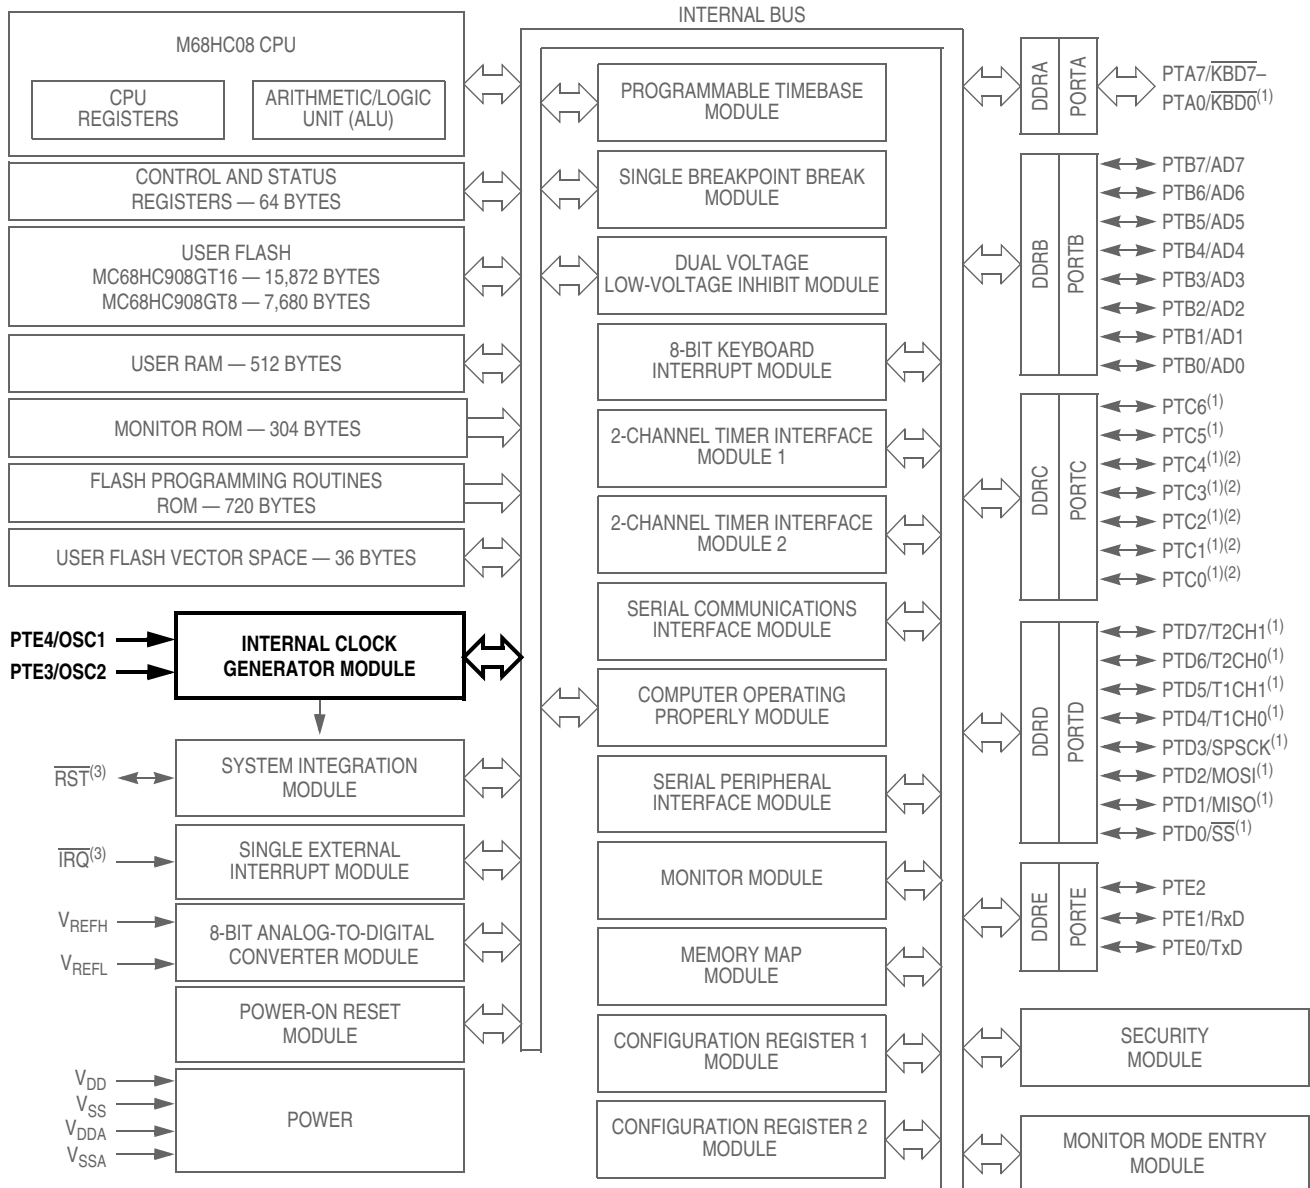 INTERNAL BUS
M68HC08 CPU
CPU
REGISTERS
ARITHMETIC/LOGIC
UNIT (ALU)
CONTROL AND STATUS
REGISTERS — 64 BYTES
USER FLASH
MC68HC908GT16 — 15,872 BYTES
MC68HC908GT8 — 7,680 BYTES
USER RAM — 512 BYTES
MONITOR ROM — 304 BYTES
FLASH PROGRAMMING ROUTINES
ROM — 720 BYTES
USER FLASH VECTOR SPACE — 36 BYTES
PTE4/OSC1
PTE3/OSC2
INTERNAL CLOCK
GENERATOR MODULE
RST(3)
SYSTEM INTEGRATION
MODULE
IRQ(3)
SINGLE EXTERNAL
INTERRUPT MODULE
VREFH
VREFL
8-BIT ANALOG-TO-DIGITAL
CONVERTER MODULE
POWER-ON RESET
MODULE
VDD
VSS
VDDA
VSSA
POWER
PROGRAMMABLE TIMEBASE
MODULE
SINGLE BREAKPOINT BREAK
MODULE
DUAL VOLTAGE
LOW-VOLTAGE INHIBIT MODULE
8-BIT KEYBOARD
INTERRUPT MODULE
2-CHANNEL TIMER INTERFACE
MODULE 1
2-CHANNEL TIMER INTERFACE
MODULE 2
SERIAL COMMUNICATIONS
INTERFACE MODULE
COMPUTER OPERATING
PROPERLY MODULE
SERIAL PERIPHERAL
INTERFACE MODULE
MONITOR MODULE
MEMORY MAP
MODULE
CONFIGURATION REGISTER 1
MODULE
CONFIGURATION REGISTER 2
MODULE
DDRA
PORTA
PTA7/KBD7–
PTA0/KBD0(1)
DDRB
PORTB
PTB7/AD7
PTB6/AD6
PTB5/AD5
PTB4/AD4
PTB3/AD3
PTB2/AD2
PTB1/AD1
PTB0/AD0
DDRC
PORTC
PTC6(1)
PTC5(1)
PTC4(1)(2)
PTC3(1)(2)
PTC2(1)(2)
PTC1(1)(2)
PTC0(1)(2)
DDRD
PORTD
PTD7/T2CH1(1)
PTD6/T2CH0(1)
PTD5/T1CH1(1)
PTD4/T1CH0(1)
PTD3/SPSCK(1)
PTD2/MOSI(1)
PTD1/MISO(1)
PTD0/SS(1)
DDRE
PORTE
PTE2
PTE1/RxD
PTE0/TxD
SECURITY
MODULE
MONITOR MODE ENTRY
MODULE